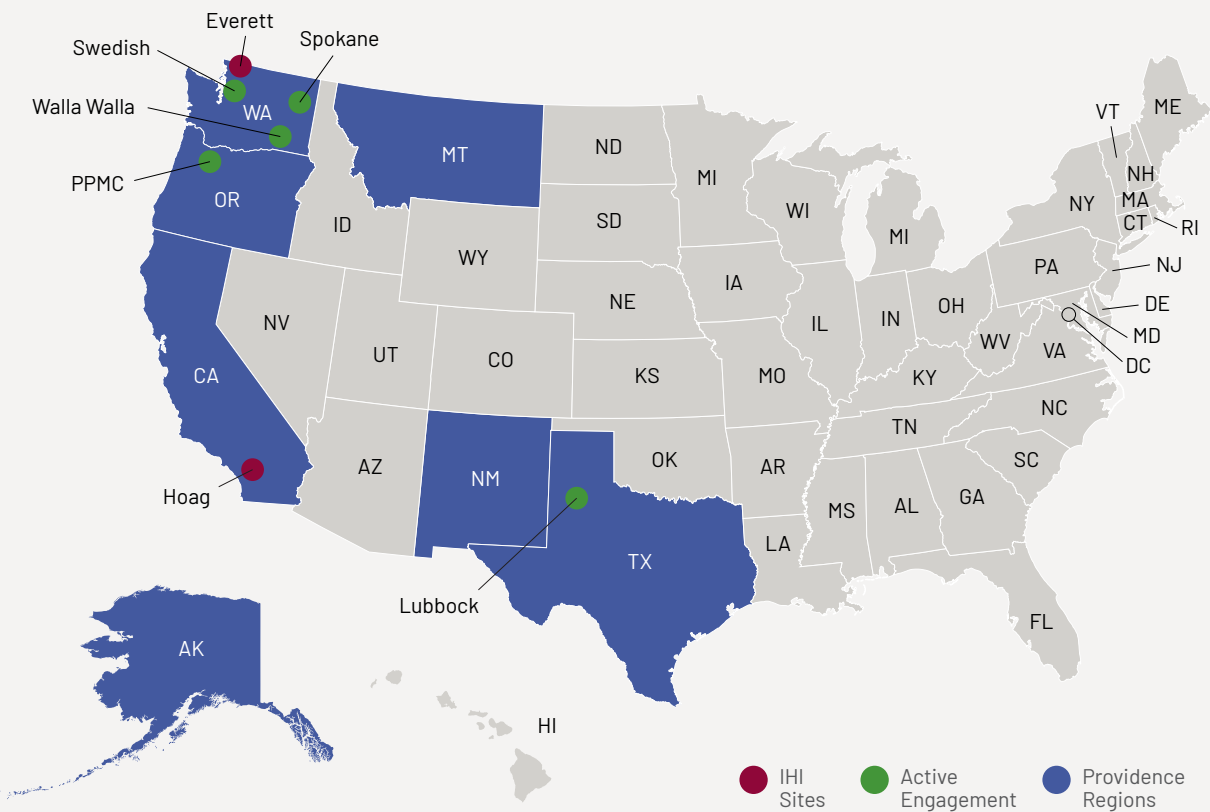 Everett
Swedish
Spokane
Walla Walla
WA
PPMC
OR
MT
ID
WY
ND
SD
NE
MI
WI
MI
IA
VT
ME
NH
NY
MA
CT
RI
PA
NJ
DE
MD
DC
NV
UT
CO
KS
MO
IL
IN
OH
WV
VA
KY
NC
TN
SC
CA
Hoag
AZ
NM
OK
AR
MS
AL
GA
LA
TX
Lubbock
FL
AK
HI
IHI
Sites
Active
Engagement
Providence
Regions